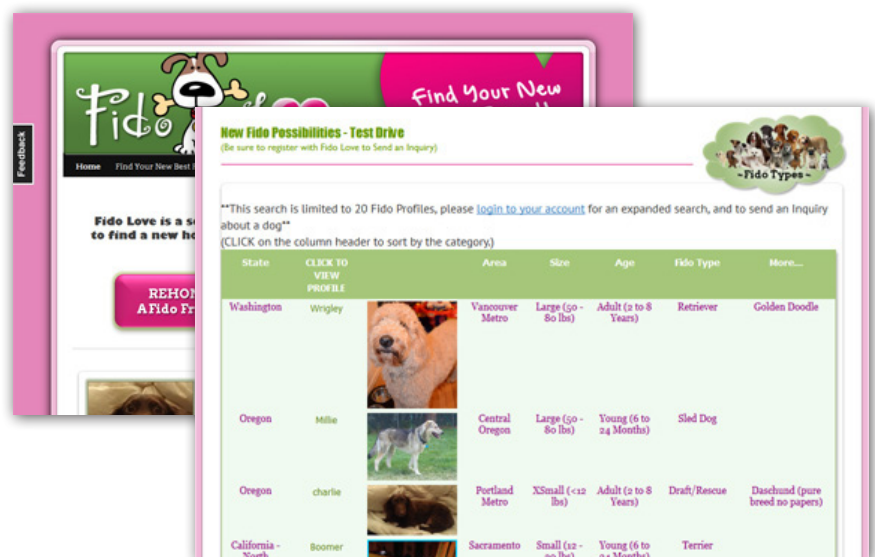 Fido
Find Your New
Feedback
Home Find Your New Best
Fido Love is a
to find a new
A Fido
New Fido Possibilities - Test Drive
(Be sure to register with Fido Love to Send an Inquiry)
~Fido Types~
**This search is limited to 20 Fido Profiles, please login to your account for an expanded search, and to send an Inquiry
about a dog**
(CLICK on the column header to sort by the category.)
State CLICK TO Area Size Age Fido Type More...
VIEW
PROFILE
Washington Wrigley Vancouver Large (50 - Adult (2 to 8 Retriever Golden Doodle
Metro 80 lbs) Years)
Oregon Millie Central Large (50 - Young (6 to Sled Dog
Oregon 80 lbs) 24 Months)
Oregon charlie Portland XSmall (<12 Adult (2 to 8 Draft/Rescue Daschund (pure
Metro lbs) Years) breed no papers)
California - Boomer Sacramento Small (12 - Young (6 to Terrier
North